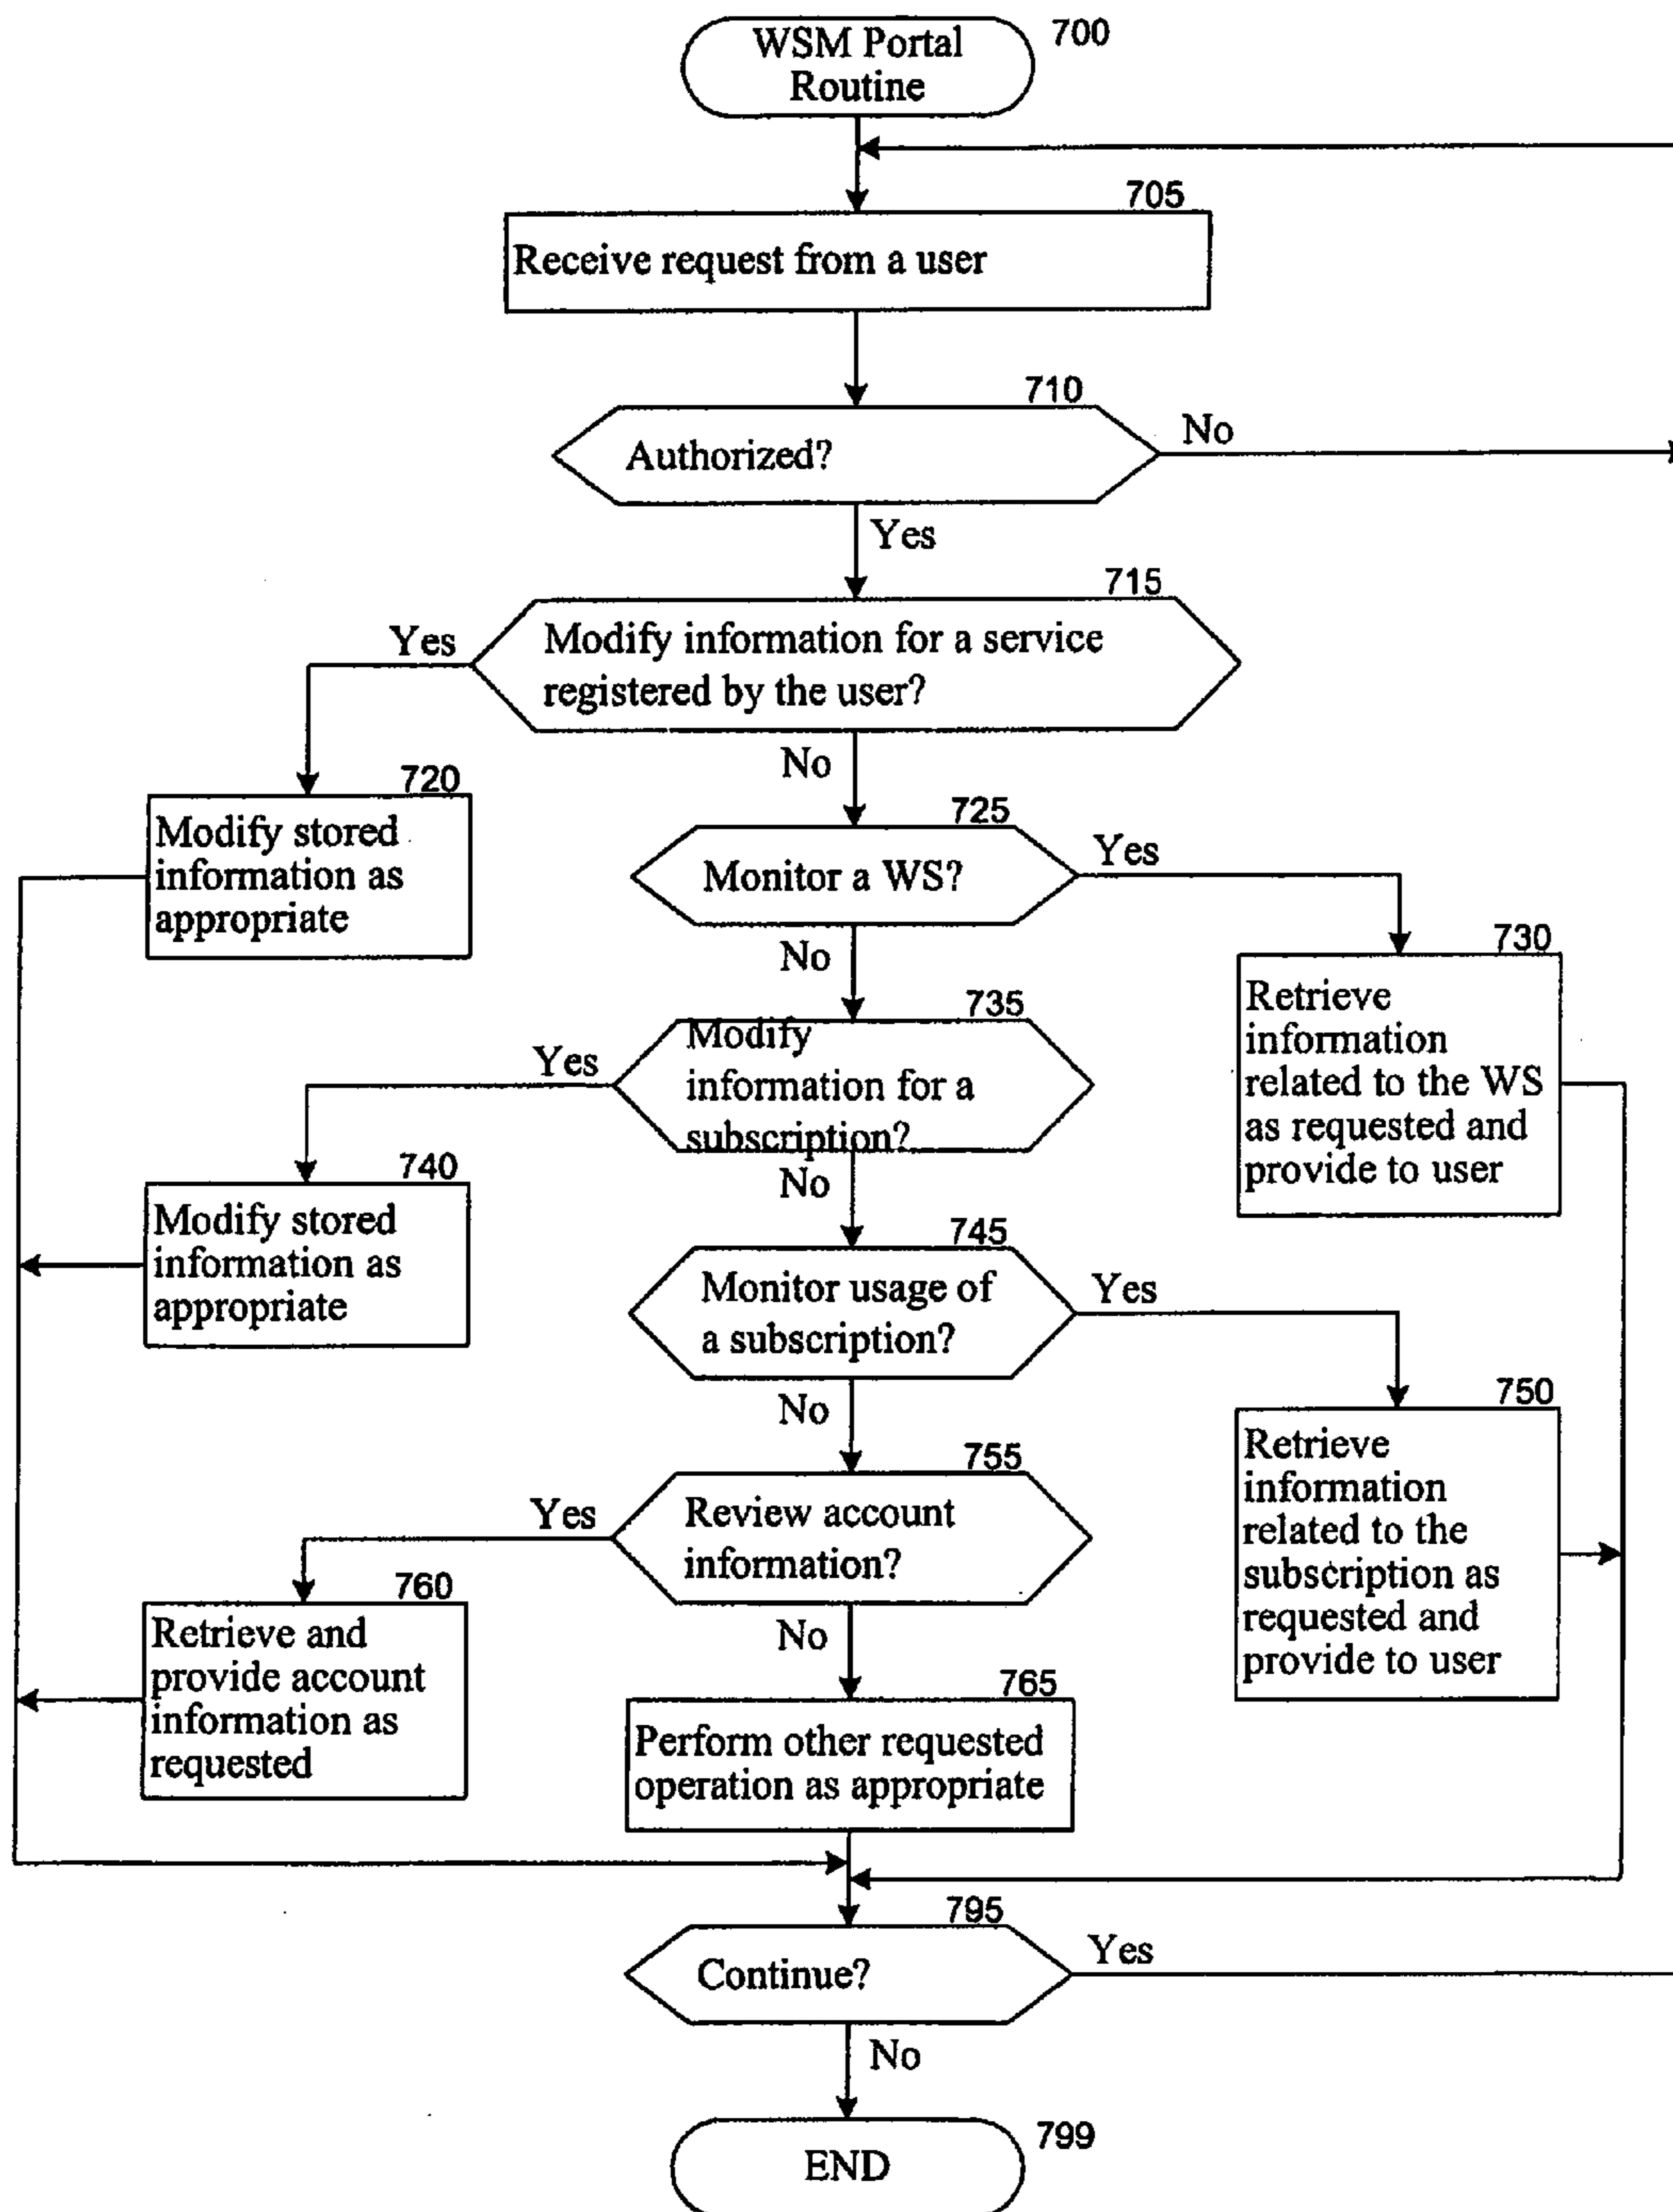 WSM Portal
Routine
700
705
Receive request from a user
710
Authorized?
No
Yes
715
Modify information for a service
registered by the user?
Yes
No
720
Modify stored
information as
appropriate
725
Monitor a WS?
Yes
No
730
Retrieve
information
related to the WS
as requested and
provide to user
735
Modify
information for a
subscription?
Yes
No
740
Modify stored
information as
appropriate
745
Monitor usage of
a subscription?
Yes
No
750
Retrieve
information
related to the
subscription as
requested and
provide to user
755
Review account
information?
Yes
No
760
Retrieve and
provide account
information as
requested
765
Perform other requested
operation as appropriate
795
Continue?
Yes
No
END
799